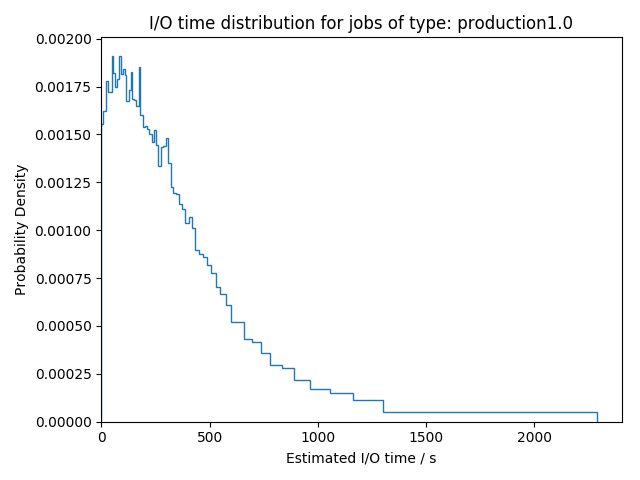 I/O time distribution for jobs of type: production1.0
0.00200
0.00175
0.00150
0.00125
0.00100
0.00075
0.00050
0.00025
0.00000
Probability Density
0 500 1000 1500 2000
Estimated I/O time / s